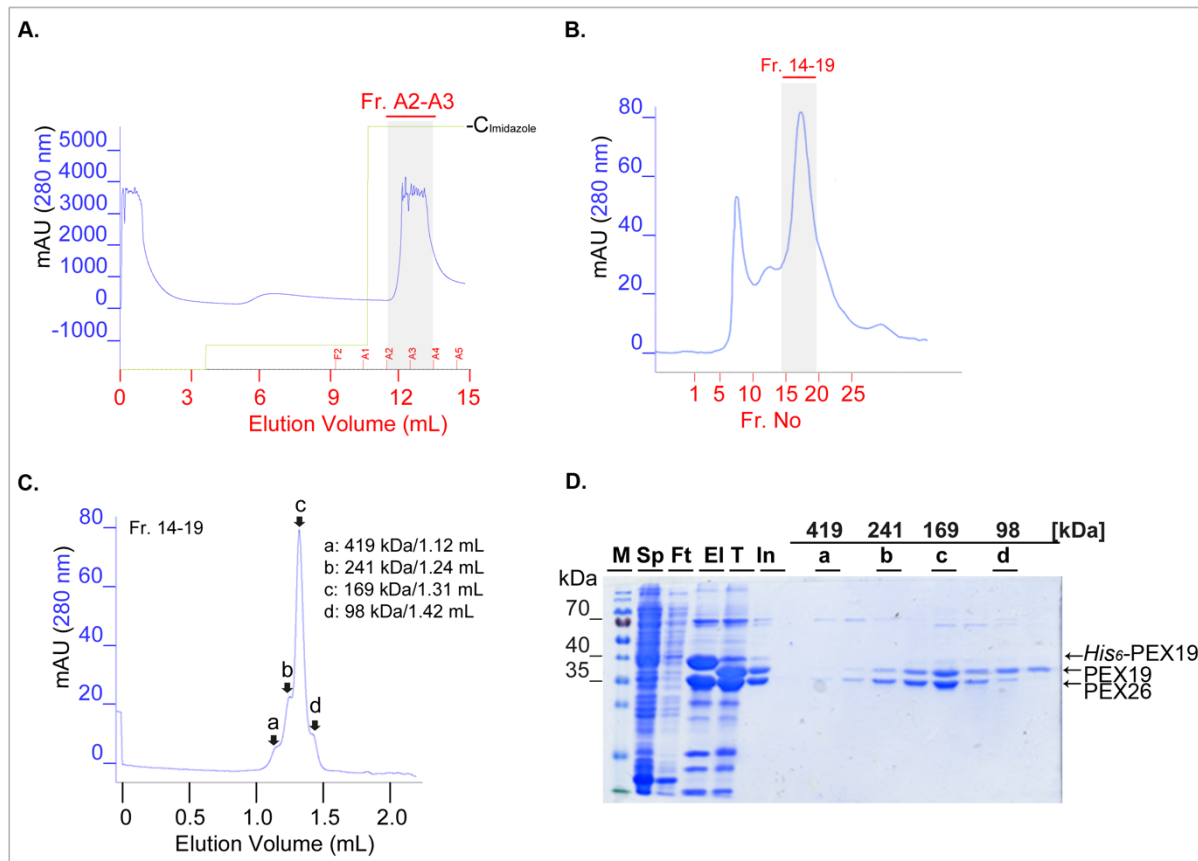 A.
Fr. A2-A3
-C Imidazole
mAU (280 nm)
5000
4000
3000
2000
1000
0
-1000
F2 A1 A2 A3 A4 A5
0 3 6 9 12 15
Elution Volume (mL)
B.
Fr. 14-19
mAU (280 nm)
80
60
40
20
0
1 5 10 15 20 25
Fr. No
C.
Fr. 14-19
mAU (280 nm)
80
60
40
20
0
a
b
c
d
a: 419 kDa/1.12 mL
b: 241 kDa/1.24 mL
c: 169 kDa/1.31 mL
d: 98 kDa/1.42 mL
0 0.5 1.0 1.5 2.0
Elution Volume (mL)
D.
419 241 169 98 [kDa]
M Sp Ft El T In a b c d
kDa
70
40
35
←His6-PEX19
←PEX19
←PEX26